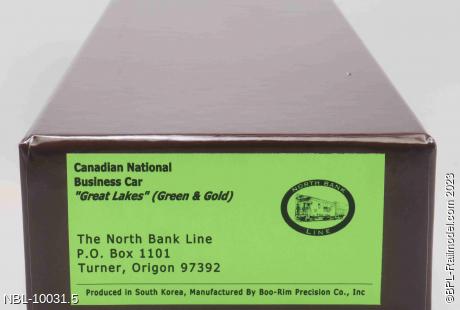 Canadian National
Business Car
"Great Lakes" (Green & Gold)
NORTH BANK
LINE
The North Bank Line
P.O. Box 1101
Turner, Origon 97392
Produced in South Korea, Manufactured By Boo-Rim Precision Co., Inc
NBL-10031.5
©BPL-Railmodel.com 2023